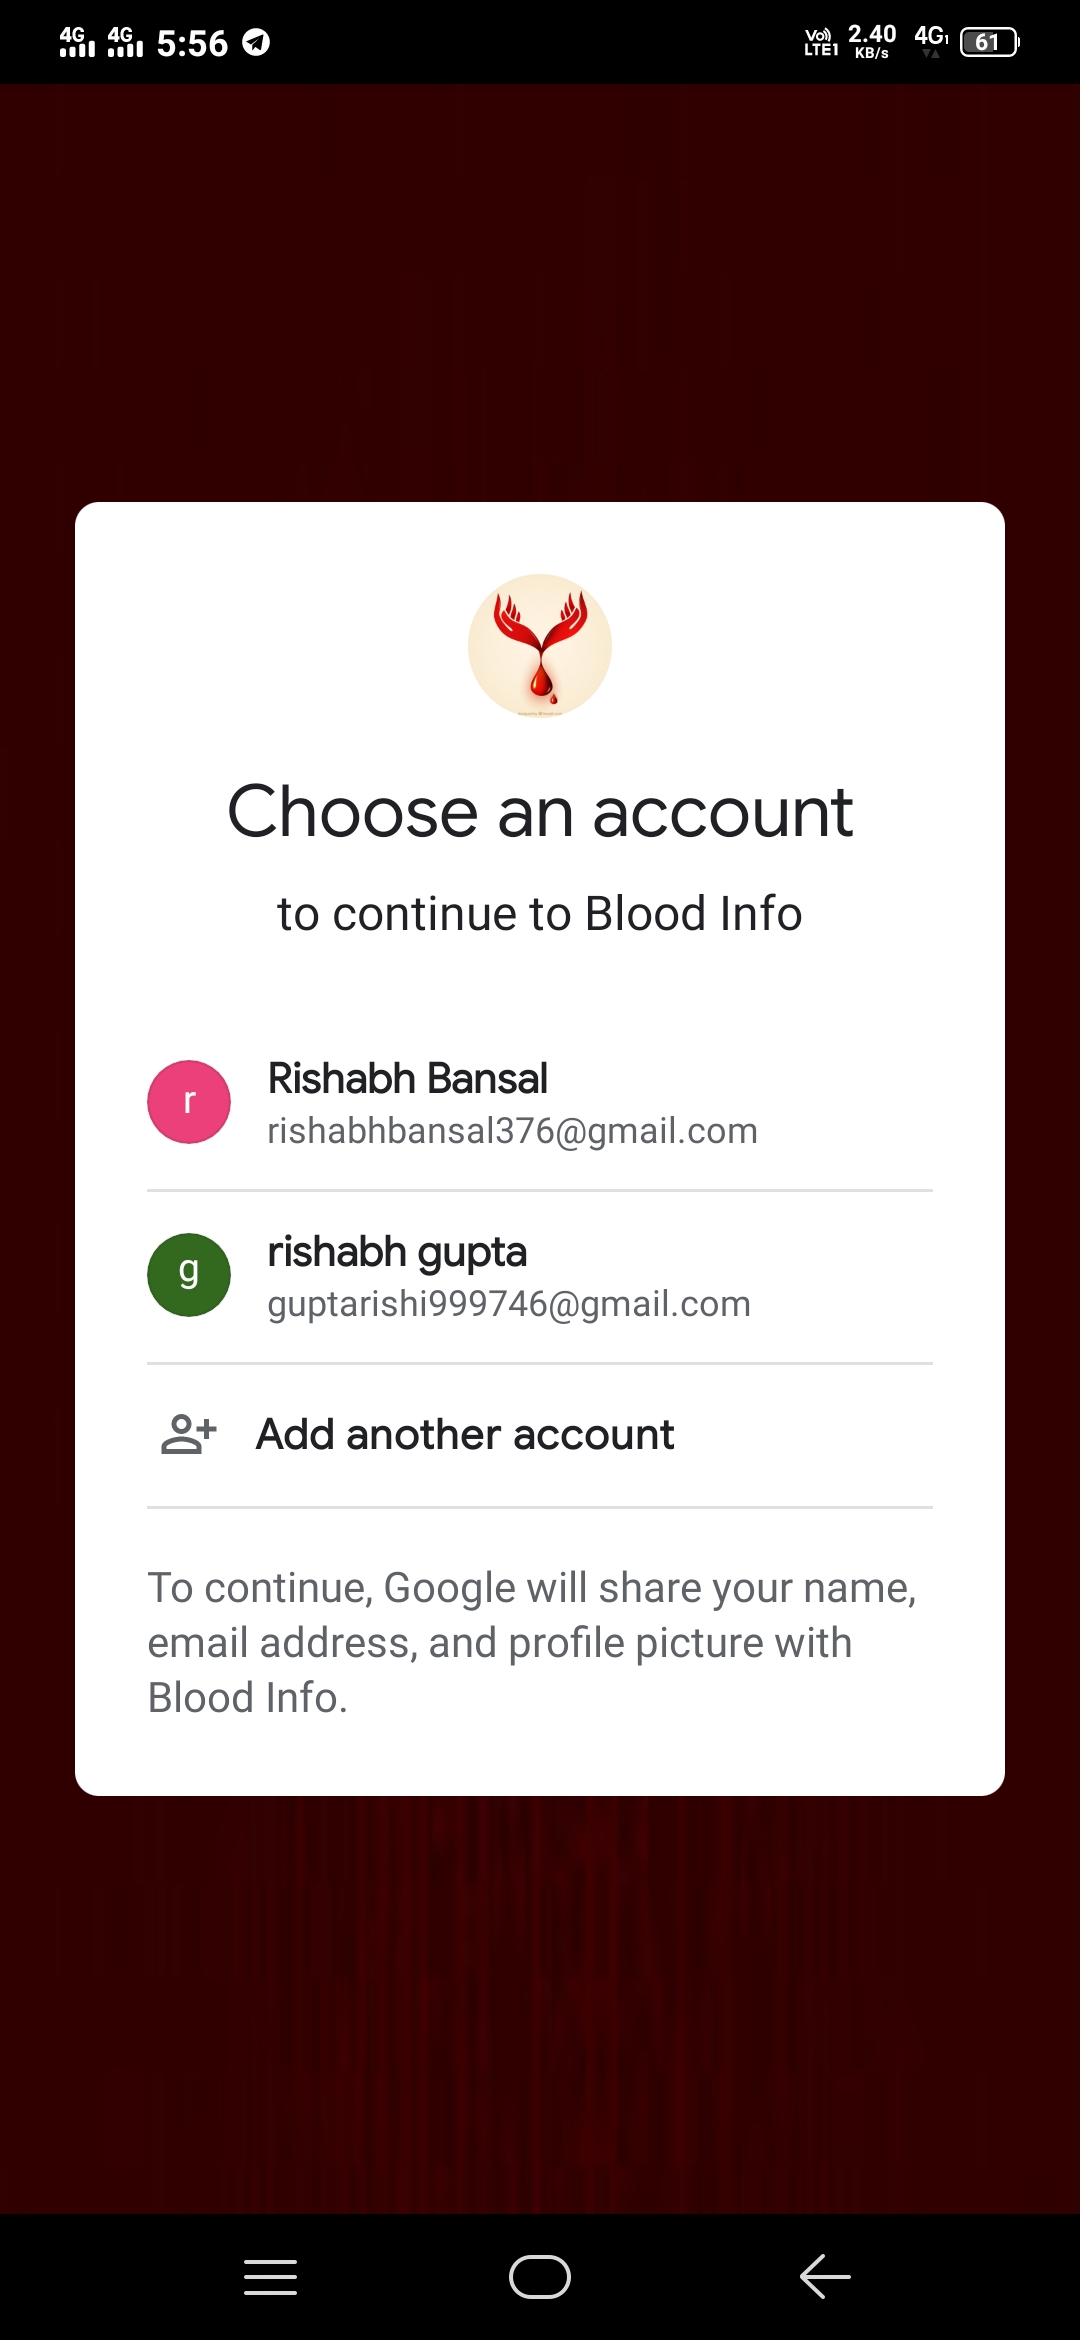 4G 4G 5:56 Vo)) LTE1 2.40 KB/s 4G1 61
Choose an account
to continue to Blood Info
r Rishabh Bansal
rishabhbansal376@gmail.com
g rishabh gupta
guptarishi999746@gmail.com
Add another account
To continue, Google will share your name,
email address, and profile picture with
Blood Info.